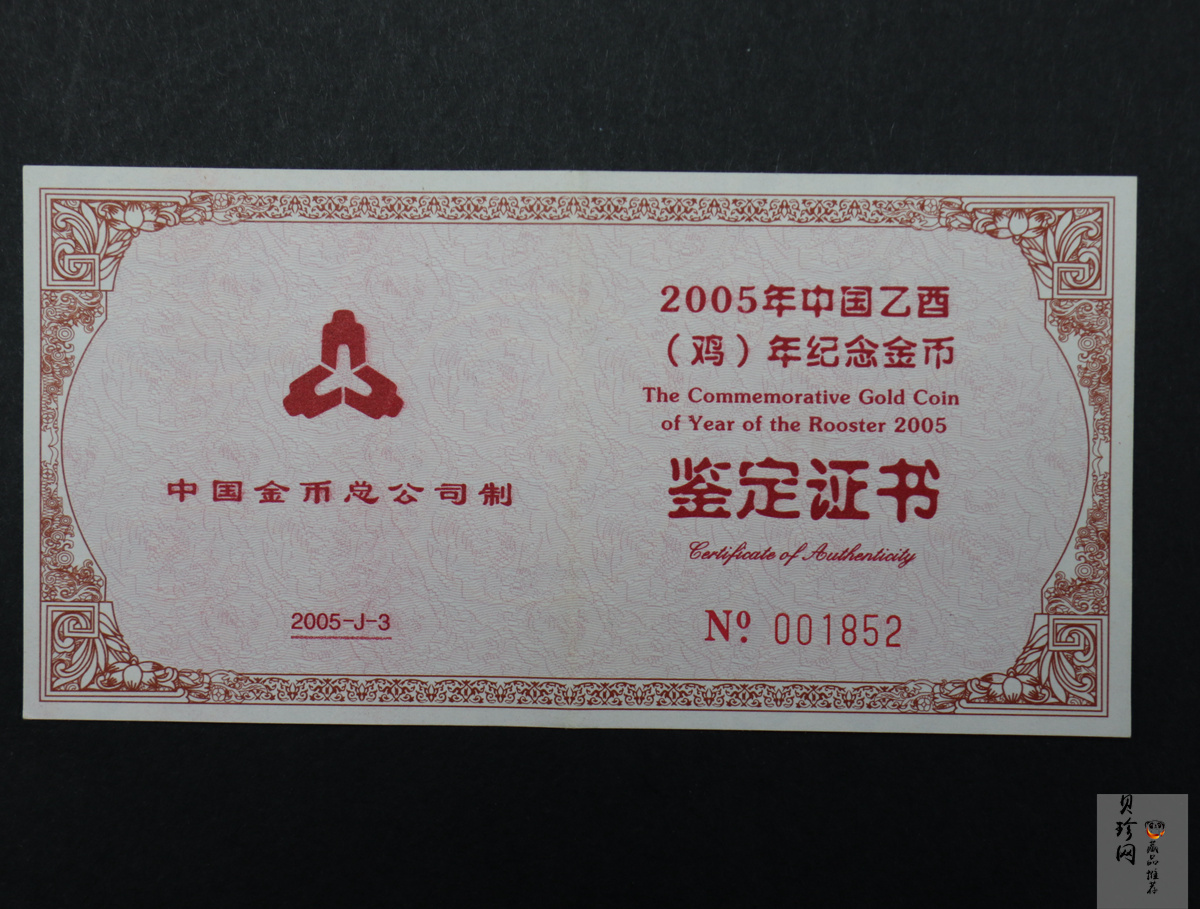 中国金币总公司制
2005-J-3
2005年中国乙酉
（鸡）年纪念金币
The Commemorative Gold Coin
of Year of the Rooster 2005
鉴定证书
Certificate of Authenticity
Nº 001852
贝珍网
藏品推荐